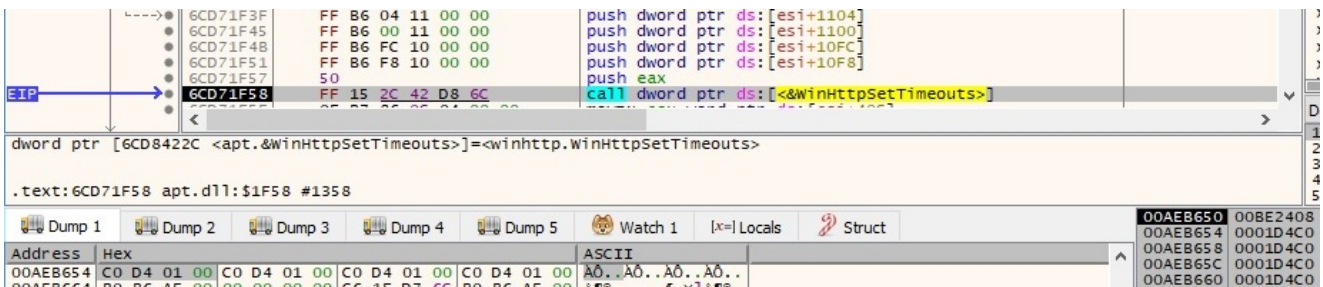 6CD71F3F FF B6 04 11 00 00 push dword ptr ds:[esi+1104]
6CD71F45 FF B6 00 11 00 00 push dword ptr ds:[esi+1100]
6CD71F4B FF B6 FC 10 00 00 push dword ptr ds:[esi+10FC]
6CD71F51 FF B6 F8 10 00 00 push dword ptr ds:[esi+10F8]
6CD71F57 50 push eax
EIP 6CD71F58 FF 15 2C 42 D8 6C call dword ptr ds:[<&WinHttpSetTimeouts>]
dword ptr [6CD8422C <apt.&WinHttpSetTimeouts>]=<winhttp.WinHttpSetTimeouts>
.text:6CD71F58 apt.dll:$1F58 #1358
Dump 1 Dump 2 Dump 3 Dump 4 Dump 5 Watch 1 [x=] Locals Struct
Address Hex ASCII
00AEB654 C0 D4 01 00 C0 D4 01 00 C0 D4 01 00 C0 D4 01 00 ÀÔ..ÀÔ..ÀÔ..ÀÔ..
00AEB650 00BE2408
00AEB654 0001D4C0
00AEB658 0001D4C0
00AEB65C 0001D4C0
00AEB660 0001D4C0
D
1
2
3
4
5